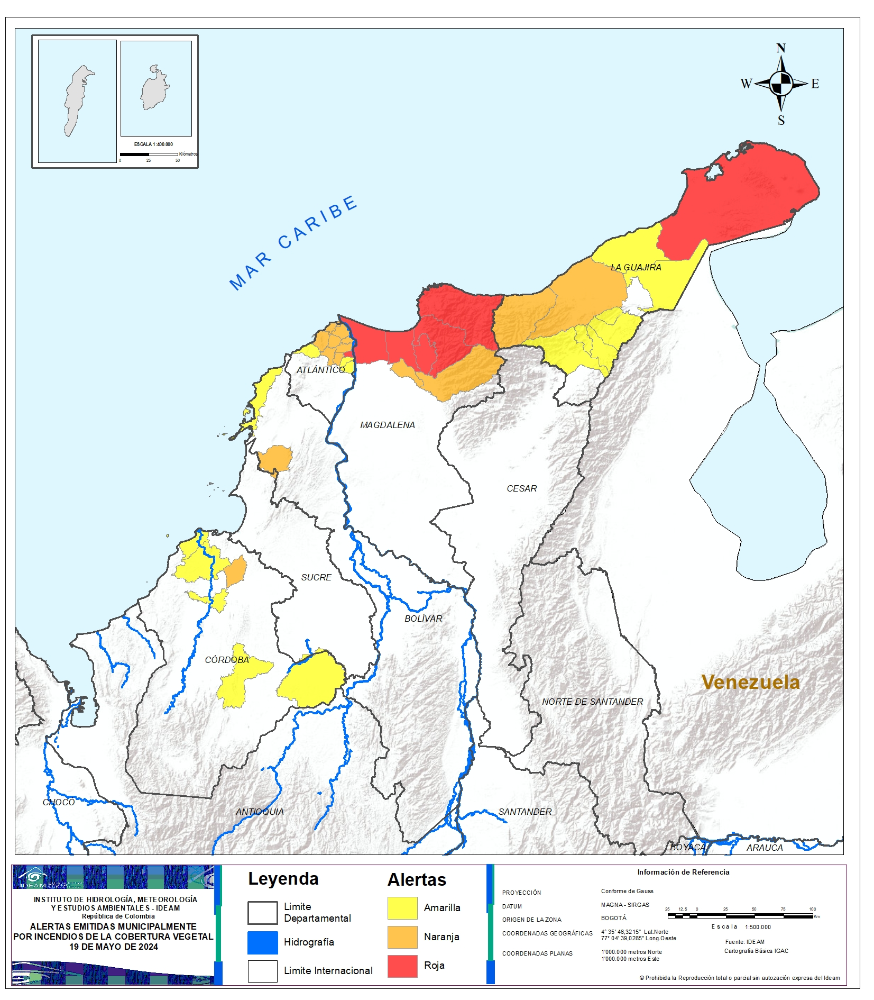 ESCALA 1:400.000
Kilómetros
0 25 50
N
W E
S
MAR CARIBE
LA GUAJIRA
ATLÁNTICO
MAGDALENA
CESAR
SUCRE
BOLÍVAR
CÓRDOBA
Venezuela
NORTE DE SANTANDER
CHOCÓ
ANTIOQUIA
SANTANDER
BOYACÁ
ARAUCA
IDEAM
INSTITUTO DE HIDROLOGÍA, METEOROLOGÍA
Y ESTUDIOS AMBIENTALES - IDEAM
República de Colombia
ALERTAS EMITIDAS MUNICIPALMENTE
POR INCENDIOS DE LA COBERTURA VEGETAL
19 DE MAYO DE 2024
Leyenda
Limite
Departamental
Hidrografía
Limite Internacional
Alertas
Amarilla
Naranja
Roja
Información de Referencia
PROYECCIÓN Conforme de Gauss
DATUM MAGNA - SIRGAS
ORIGEN DE LA ZONA BOGOTÁ
COORDENADAS GEOGRÁFICAS 4° 35' 46,3215" Lat.Norte
77° 04' 39,0285" Long.Oeste
COORDENADAS PLANAS 1'000.000 metros Norte
1'000.000 metros Este
25 12,5 0 25 50 75 100
Km
Escala 1:500.000
Fuente: IDEAM
Cartografía Básica IGAC
© Prohibida la Reproducción total o parcial sin autozación expresa del Ideam